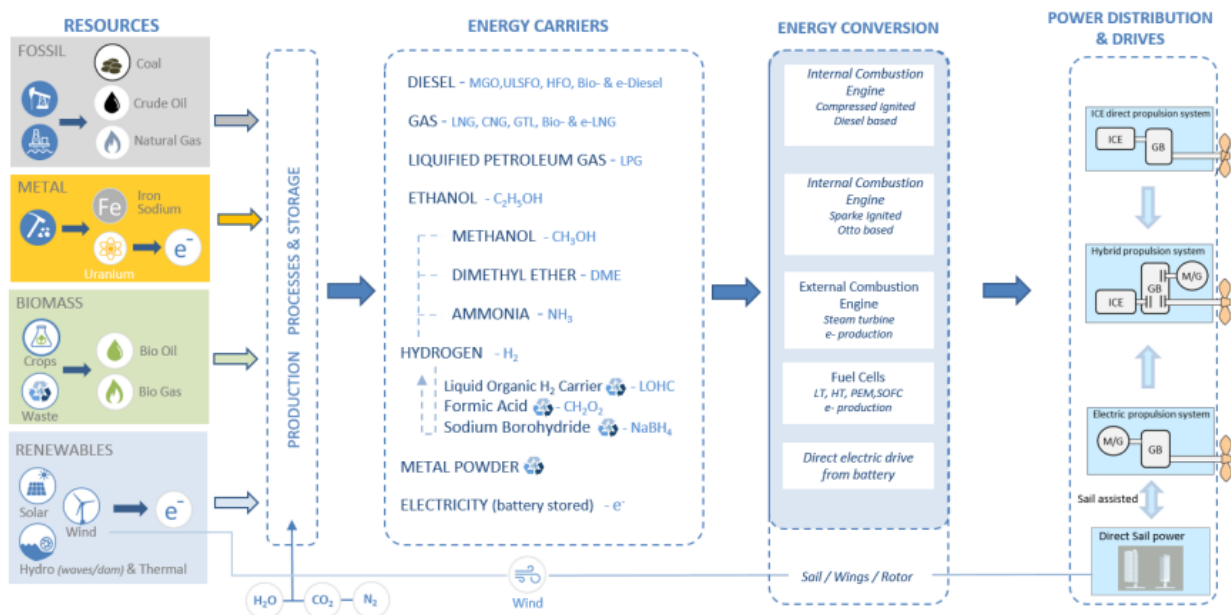 RESOURCES
FOSSIL
Coal
Crude Oil
Natural Gas
METAL
Fe
Iron
Sodium
Uranium
e⁻
BIOMASS
Crops
Waste
Bio Oil
Bio Gas
RENEWABLES
Solar
Wind
e⁻
Hydro (waves/dam) & Thermal
PRODUCTION PROCESSES & STORAGE
H₂O
CO₂
N₂
ENERGY CARRIERS
DIESEL - MGO,ULSFO, HFO, Bio- & e-Diesel
GAS - LNG, CNG, GTL, Bio- & e-LNG
LIQUIFIED PETROLEUM GAS - LPG
ETHANOL - C₂H₅OH
METHANOL - CH₃OH
DIMETHYL ETHER - DME
AMMONIA - NH₃
HYDROGEN - H₂
Liquid Organic H₂ Carrier - LOHC
Formic Acid - CH₂O₂
Sodium Borohydride - NaBH₄
METAL POWDER
ELECTRICITY (battery stored) - e⁻
Wind
ENERGY CONVERSION
Internal Combustion
Engine
Compressed Ignited
Diesel based
Internal Combustion
Engine
Sparke Ignited
Otto based
External Combustion
Engine
Steam turbine
e- production
Fuel Cells
LT, HT, PEM,SOFC
e- production
Direct electric drive
from battery
Sail / Wings / Rotor
POWER DISTRIBUTION
& DRIVES
ICE direct propulsion system
ICE
GB
Hybrid propulsion system
M/G
GB
ICE
Electric propulsion system
M/G
GB
Sail assisted
Direct Sail power